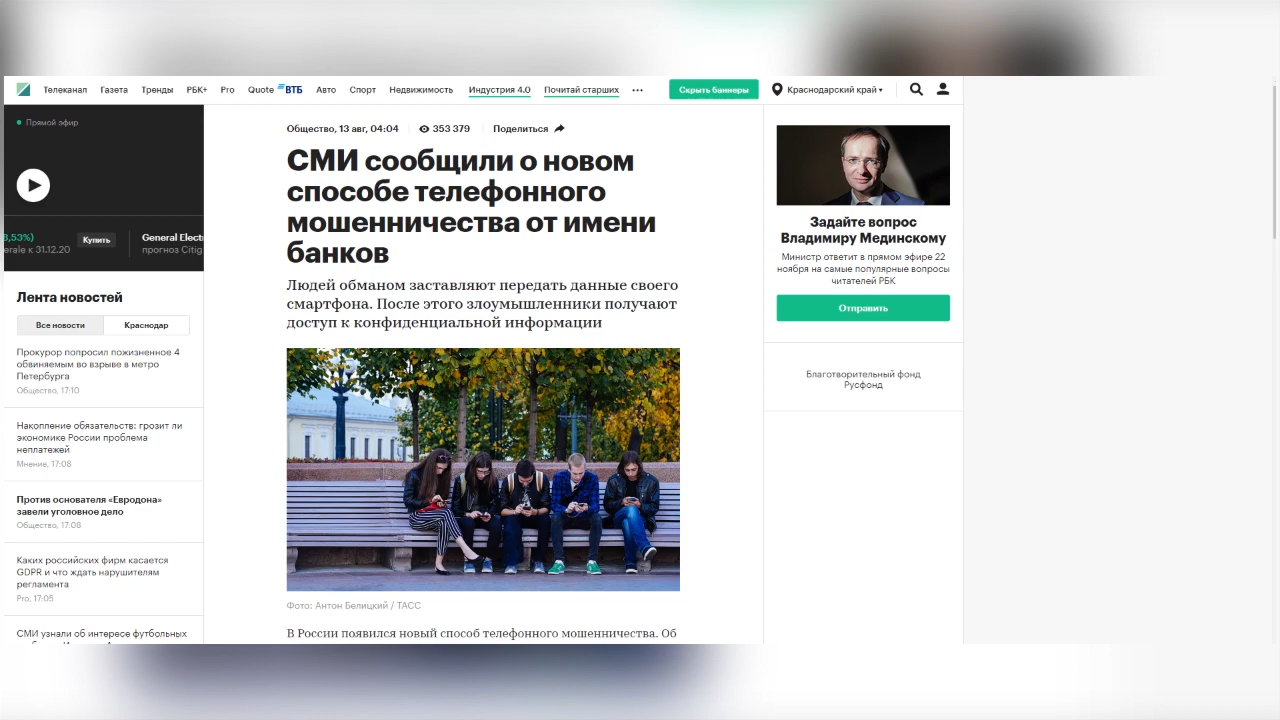 Телеканал Газета Тренды РБК+ Pro Quote ВТБ Авто Спорт Недвижимость Индустрия 4.0 Почитай старших ••• Скрыть баннеры Краснодарский край
Прямой эфир
8,53%)
erale к 31.12.20
Купить
General Elect
прогноз Citig
Лента новостей
Все новости Краснодар
Прокурор попросил пожизненное 4
обвиняемым во взрыве в метро
Петербурга
Общество, 17:10
Накопление обязательств: грозит ли
экономике России проблема
неплатежей
Мнение, 17:08
Против основателя «Евродона»
завели уголовное дело
Общество, 17:08
Каких российских фирм касается
GDPR и что ждать нарушителям
регламента
Pro, 17:05
СМИ узнали об интересе футбольных
Общество, 13 авг, 04:04 353 379 Поделиться
СМИ сообщили о новом
способе телефонного
мошенничества от имени
банков
Людей обманом заставляют передать данные своего
смартфона. После этого злоумышленники получают
доступ к конфиденциальной информации
Фото: Антон Белицкий / ТАСС
В России появился новый способ телефонного мошенничества. Об
Задайте вопрос
Владимиру Мединскому
Министр ответит в прямом эфире 22
ноября на самые популярные вопросы
читателей РБК
Отправить
Благотворительный фонд
Русфонд